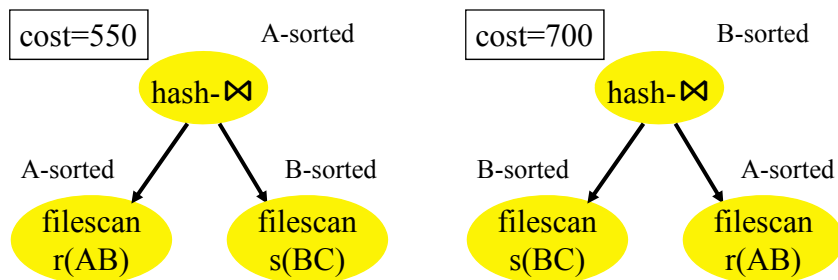 cost=550
A-sorted
hash-⋈
A-sorted
B-sorted
filescan
r(AB)
filescan
s(BC)
cost=700
B-sorted
hash-⋈
B-sorted
A-sorted
filescan
s(BC)
filescan
r(AB)